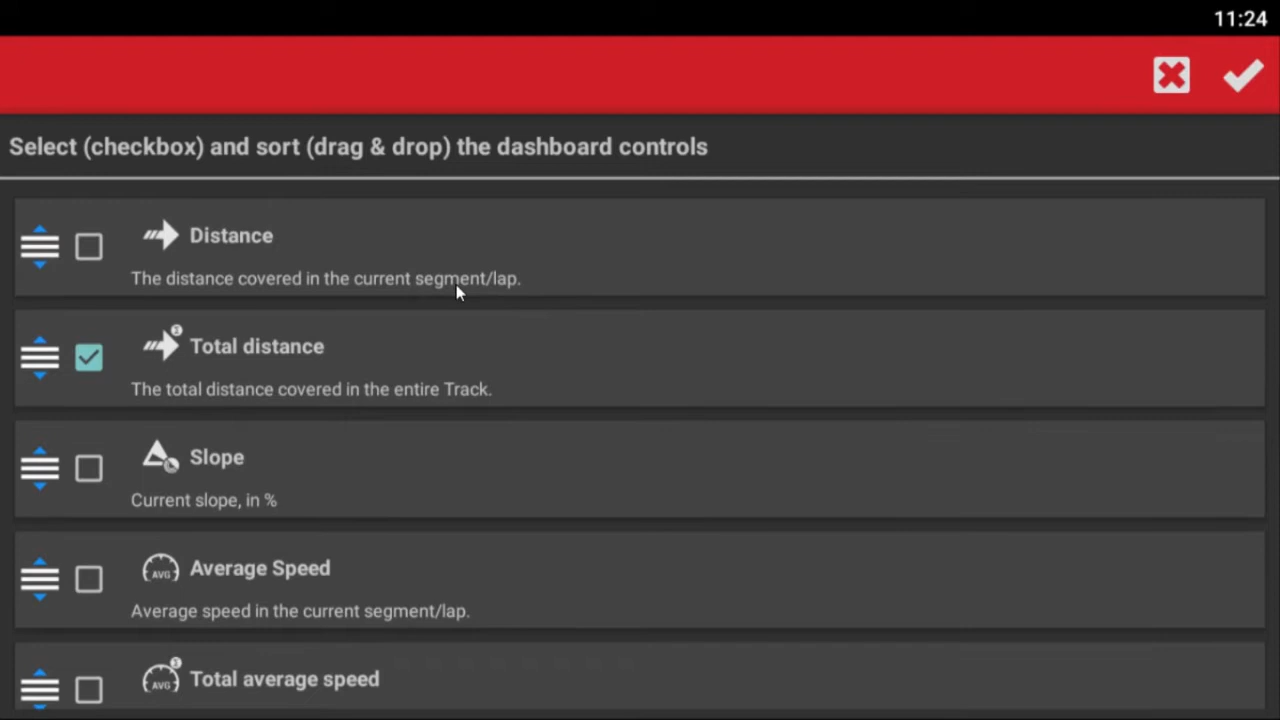 11:24
Select (checkbox) and sort (drag & drop) the dashboard controls
Distance
The distance covered in the current segment/lap.
Total distance
The total distance covered in the entire Track.
Slope
Current slope, in %
AVG Average Speed
Average speed in the current segment/lap.
AVG Total average speed